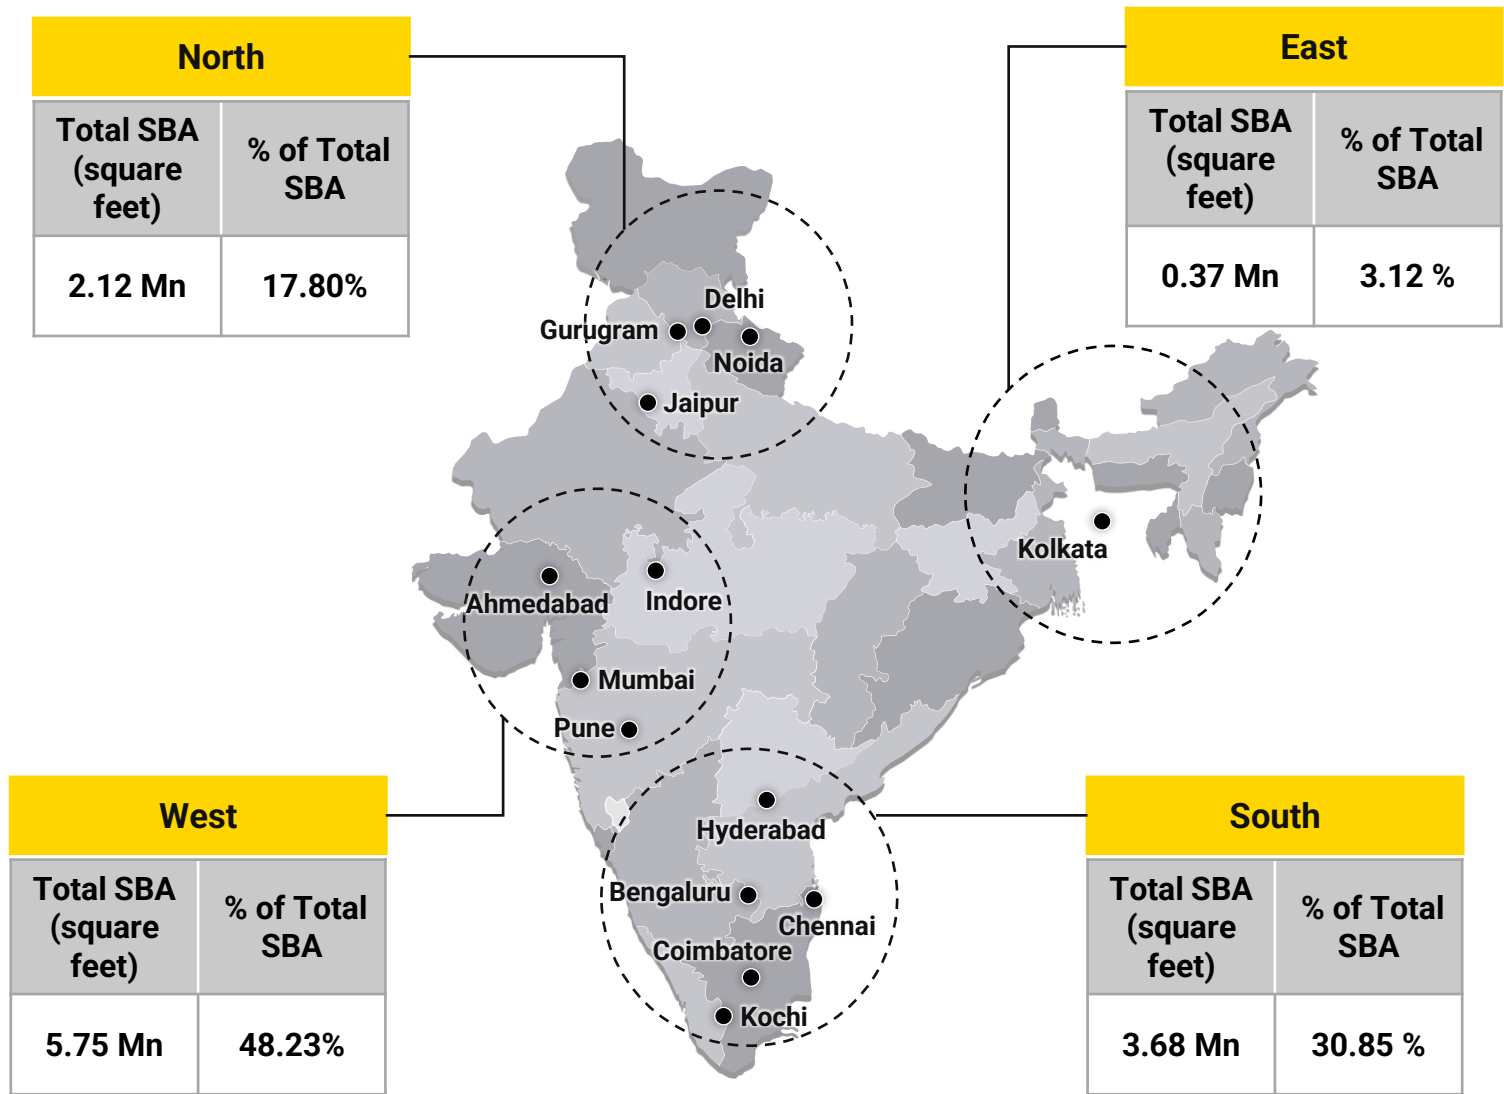 North
Total SBA
(square
feet)
% of Total
SBA
2.12 Mn
17.80%
East
Total SBA
(square
feet)
% of Total
SBA
0.37 Mn
3.12 %
Delhi
Gurugram
Noida
Jaipur
Kolkata
Ahmedabad
Indore
Mumbai
Pune
Hyderabad
Bengaluru
Chennai
Coimbatore
Kochi
West
Total SBA
(square
feet)
% of Total
SBA
5.75 Mn
48.23%
South
Total SBA
(square
feet)
% of Total
SBA
3.68 Mn
30.85 %